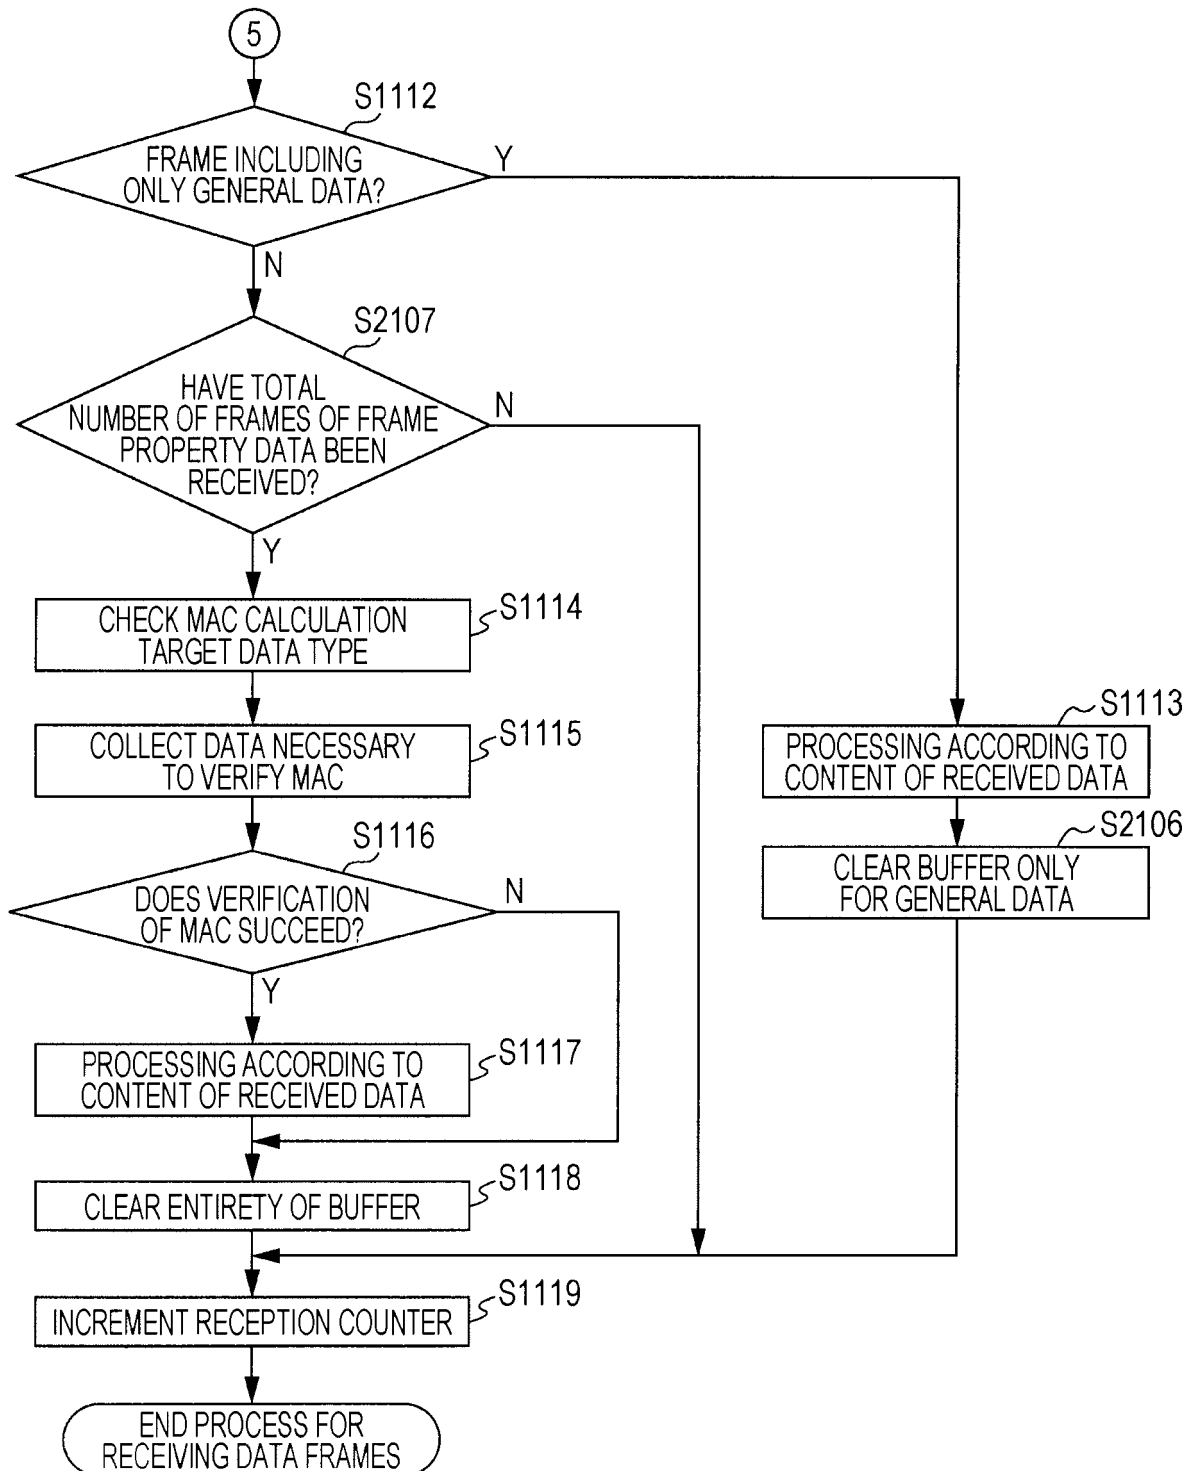 5
S1112
FRAME INCLUDING
ONLY GENERAL DATA?
Y
N
S2107
HAVE TOTAL
NUMBER OF FRAMES OF FRAME
PROPERTY DATA BEEN
RECEIVED?
N
Y
CHECK MAC CALCULATION
TARGET DATA TYPE
S1114
COLLECT DATA NECESSARY
TO VERIFY MAC
S1115
S1113
PROCESSING ACCORDING TO
CONTENT OF RECEIVED DATA
S2106
CLEAR BUFFER ONLY
FOR GENERAL DATA
S1116
DOES VERIFICATION
OF MAC SUCCEED?
N
Y
PROCESSING ACCORDING TO
CONTENT OF RECEIVED DATA
S1117
CLEAR ENTIRETY OF BUFFER
S1118
INCREMENT RECEPTION COUNTER
S1119
END PROCESS FOR
RECEIVING DATA FRAMES